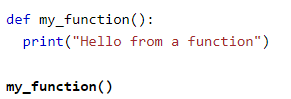 def my_function():
  print("Hello from a function")

my_function()